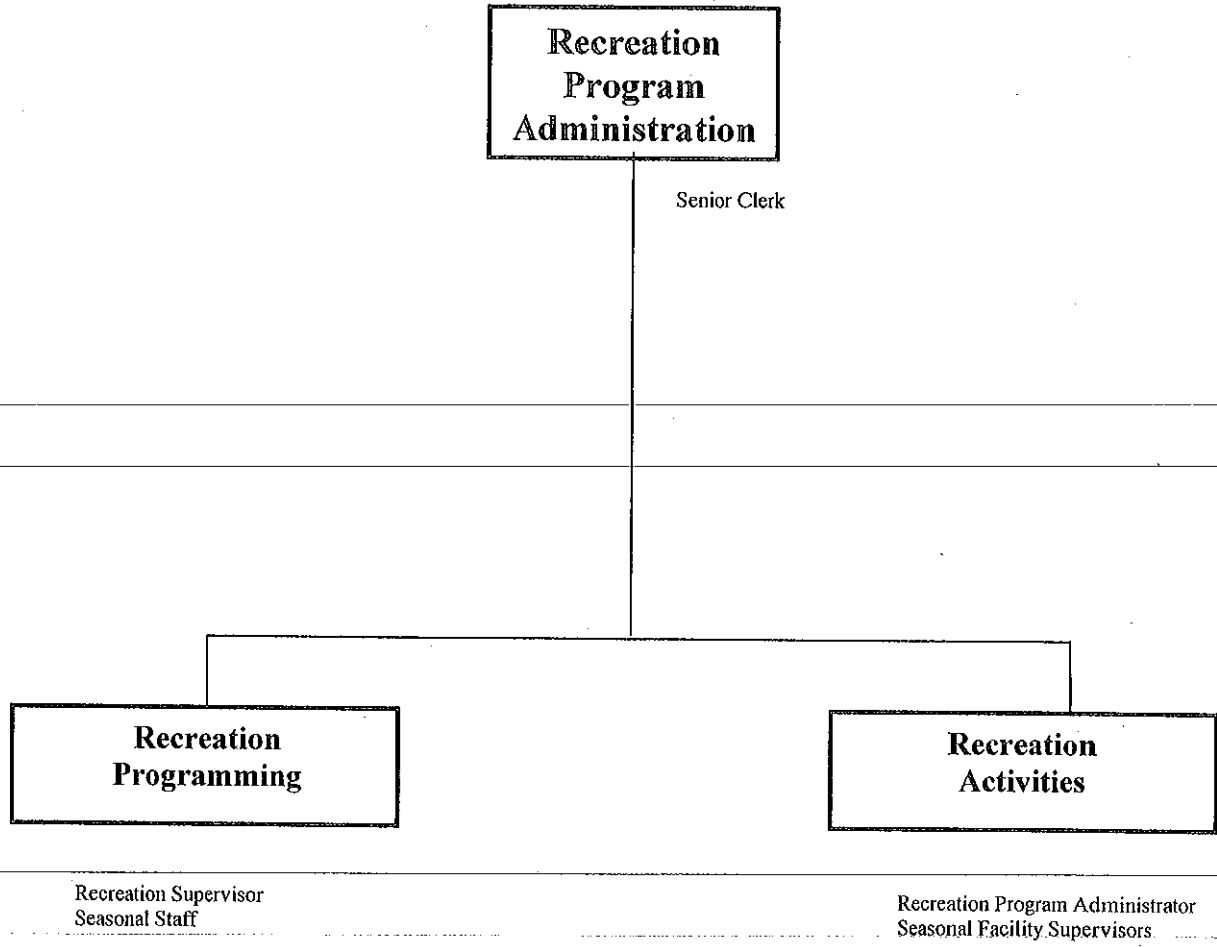 Recreation
Program
Administration
Senior Clerk
Recreation
Programming
Recreation
Activities
Recreation Supervisor
Seasonal Staff
Recreation Program Administrator
Seasonal Facility Supervisors